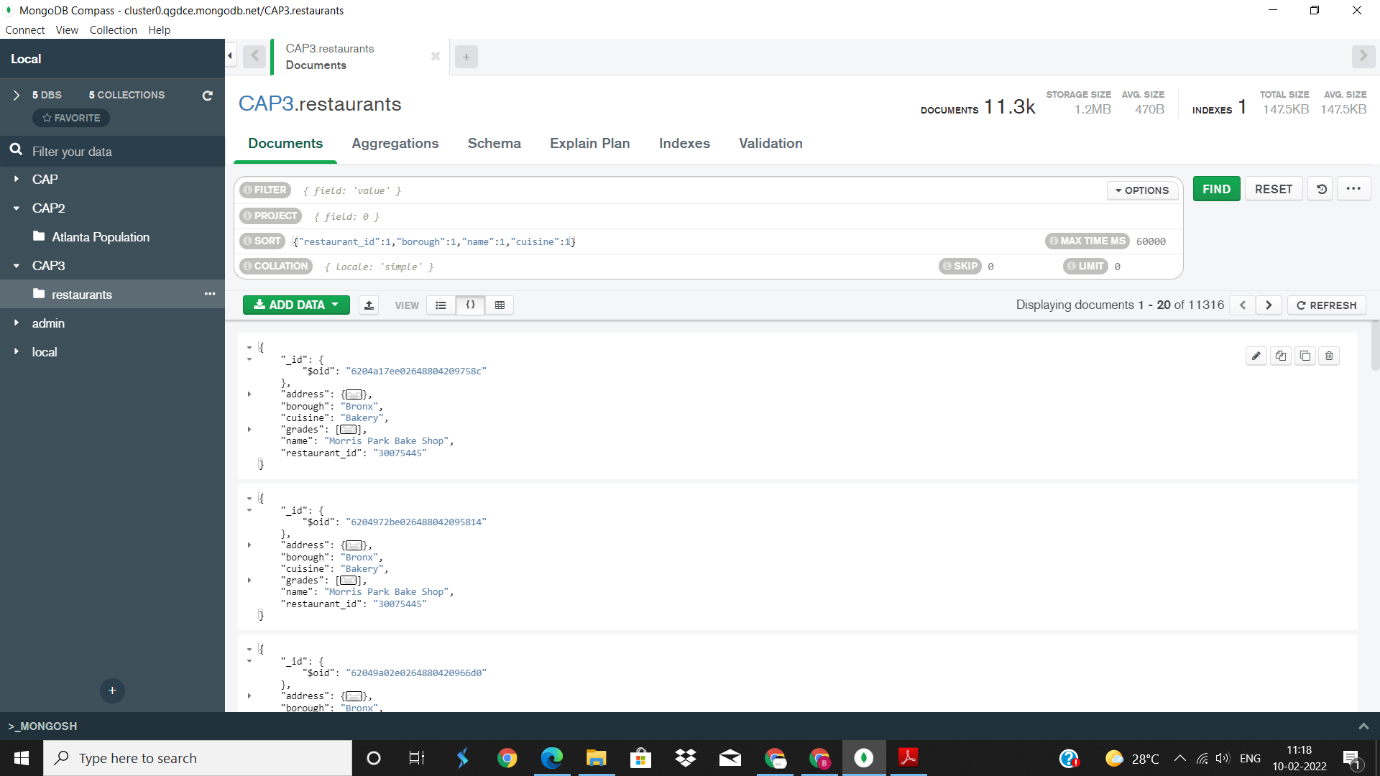 MongoDB Compass - cluster0.qgdce.mongodb.net/CAP3.restaurants
Connect View Collection Help
Local
5 DBS 5 COLLECTIONS
FAVORITE
Filter your data
CAP
CAP2
Atlanta Population
CAP3
restaurants
admin
local
CAP3.restaurants
Documents
CAP3.restaurants
DOCUMENTS 11.3k
STORAGE SIZE AVG. SIZE
1.2MB 470B
INDEXES 1
TOTAL SIZE AVG. SIZE
147.5KB 147.5KB
Documents Aggregations Schema Explain Plan Indexes Validation
FILTER { field: 'value' } OPTIONS FIND RESET
PROJECT { field: 0 }
SORT {"restaurant_id":1,"borough":1,"name":1,"cuisine":1} MAX TIME MS 60000
COLLATION { locale: 'simple' } SKIP 0 LIMIT 0
ADD DATA VIEW {} Displaying documents 1 - 20 of 11316 REFRESH
{
"_id": {
"$oid": "6204a17ee02648804209758c"
},
"address": {},
"borough": "Bronx",
"cuisine": "Bakery",
"grades": [],
"name": "Morris Park Bake Shop",
"restaurant_id": "30075445"
}
{
"_id": {
"$oid": "6204972be026488042095814"
},
"address": {},
"borough": "Bronx",
"cuisine": "Bakery",
"grades": [],
"name": "Morris Park Bake Shop",
"restaurant_id": "30075445"
}
{
"_id": {
"$oid": "62049a02e0264880420966d0"
},
"address": {},
"borough": "Bronx",
>_MONGOSH
Type here to search
28°C ENG
11:18
10-02-2022
1